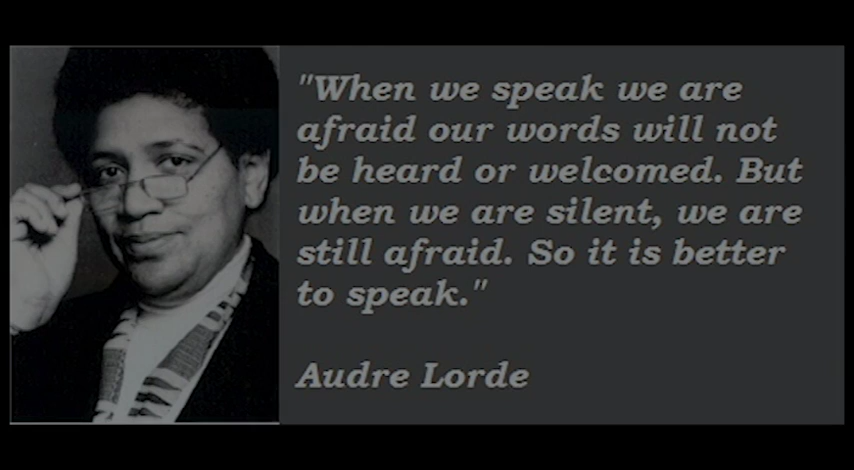 "When we speak we are
afraid our words will not
be heard or welcomed. But
when we are silent, we are
still afraid. So it is better
to speak."
Audre Lorde